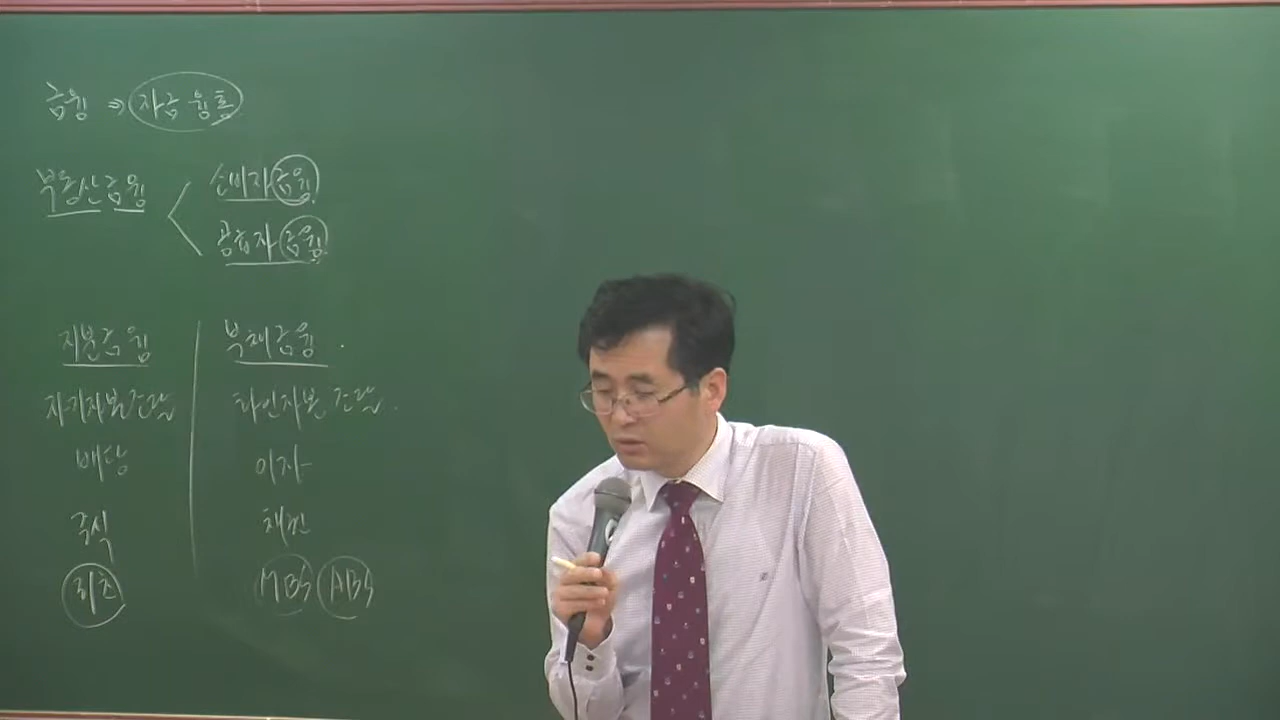 금융 ⇒ 자금 융통
부동산금융 < 소비자금융
공급자금융
지분금융 | 부채금융
자기자본조달 | 타인자본 조달
배당 | 이자
주식 | 채권
리츠 | MBS ABS